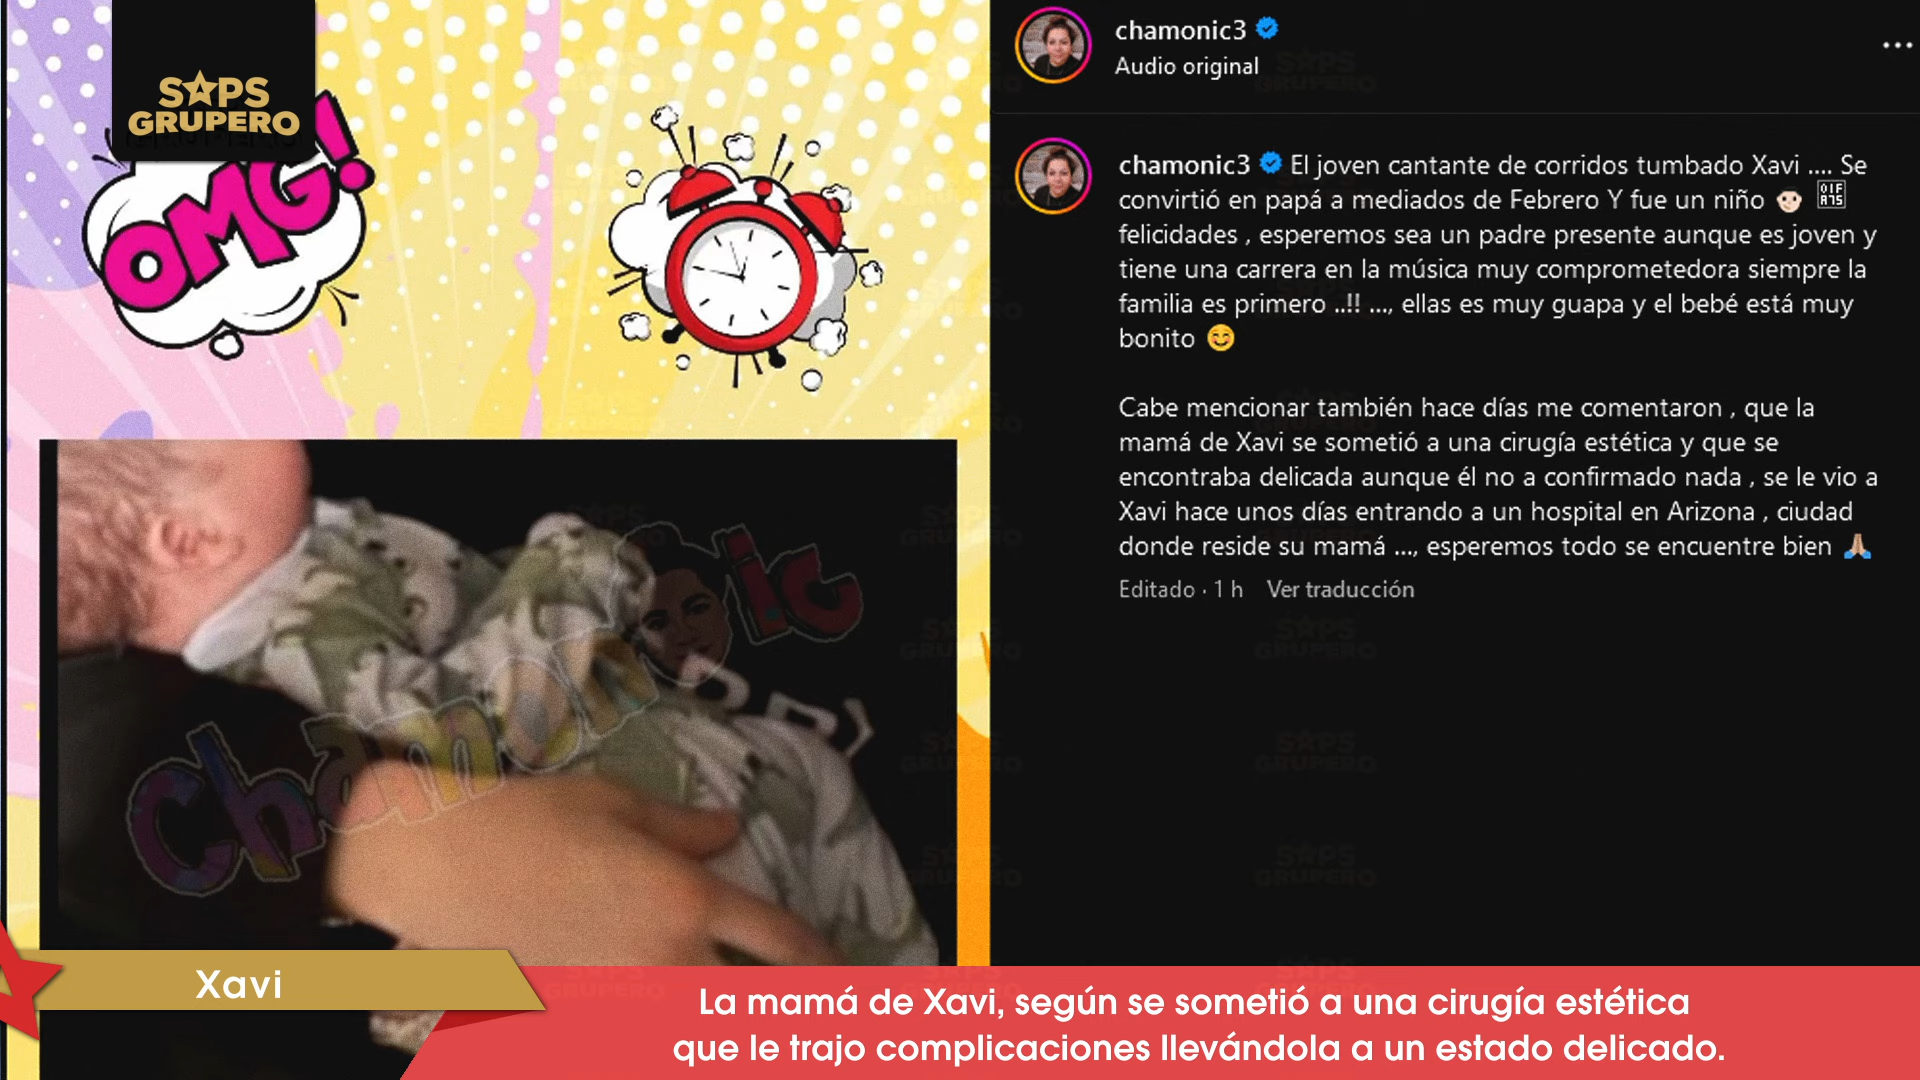 SPS
GRUPERO
OMG!
chamonic3
Audio original
chamonic3 El joven cantante de corridos tumbado Xavi .... Se
convirtió en papá a mediados de Febrero Y fue un niño 👶🏻
felicidades , esperemos sea un padre presente aunque es joven y
tiene una carrera en la música muy comprometedora siempre la
familia es primero ..!! ..., ellas es muy guapa y el bebé está muy
bonito 😊
Cabe mencionar también hace días me comentaron , que la
mamá de Xavi se sometió a una cirugía estética y que se
encontraba delicada aunque él no a confirmado nada , se le vio a
Xavi hace unos días entrando a un hospital en Arizona , ciudad
donde reside su mamá ..., esperemos todo se encuentre bien 🙏🏼
Editado · 1 h Ver traducción
Chamonic
Xavi
La mamá de Xavi, según se sometió a una cirugía estética
que le trajo complicaciones llevándola a un estado delicado.